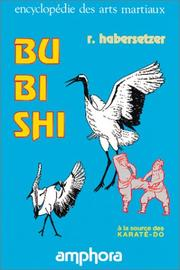 encyclopédie des arts martiaux
r. habersetzer
BU
BI
SHI
à la source des
KARATÉ-DO
amphora